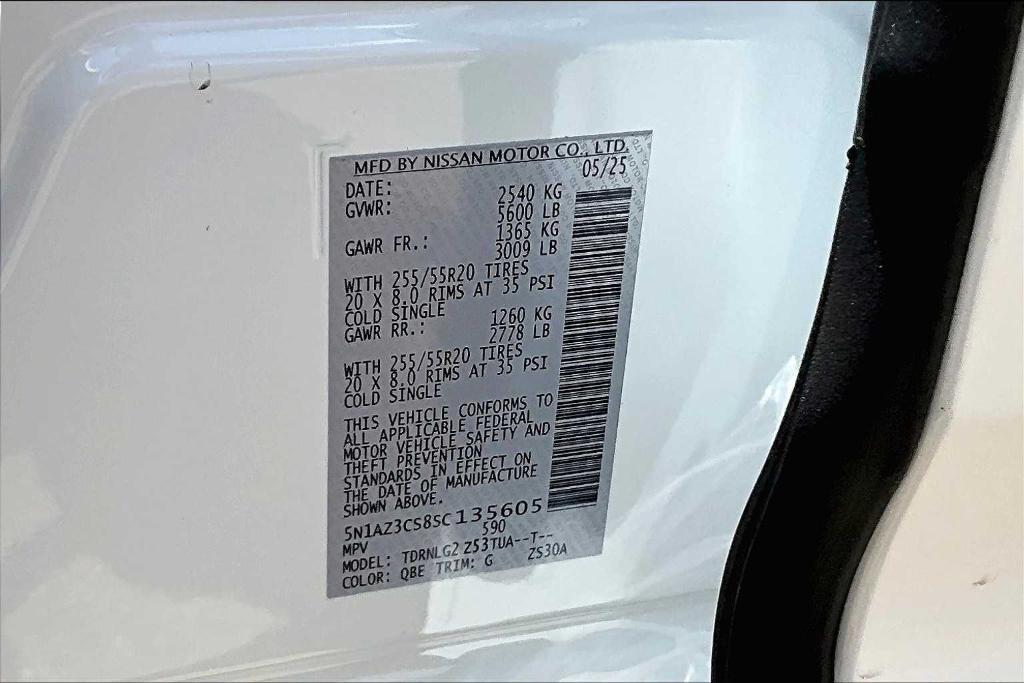 MFD BY NISSAN MOTOR CO., LTD.
DATE: 05/25
GVWR: 2540 KG
5600 LB
GAWR FR.: 1365 KG
3009 LB
WITH 255/55R20 TIRES
20 X 8.0 RIMS AT 35 PSI
COLD SINGLE
GAWR RR.: 1260 KG
2778 LB
WITH 255/55R20 TIRES
20 X 8.0 RIMS AT 35 PSI
COLD SINGLE
THIS VEHICLE CONFORMS TO
ALL APPLICABLE FEDERAL
MOTOR VEHICLE SAFETY AND
THEFT PREVENTION
STANDARDS IN EFFECT ON
THE DATE OF MANUFACTURE
SHOWN ABOVE.
5N1AZ3CS8SC135605
MPV 590
MODEL: TDRNLG2 Z53TUA--T--
COLOR: QBE TRIM: G ZS30A